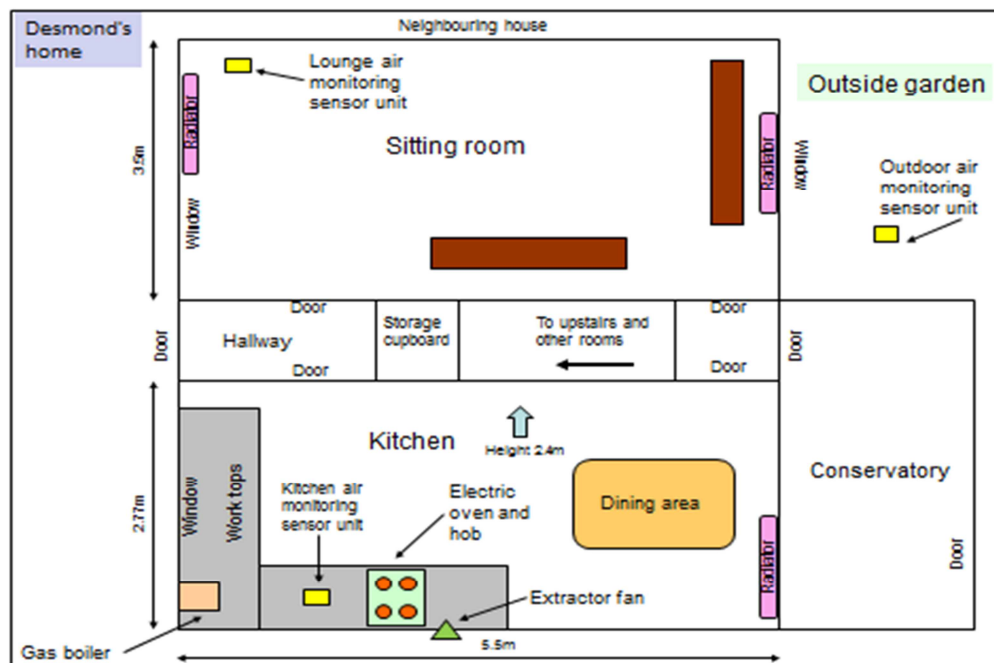 Desmond's
home
Neighbouring house
Lounge air
monitoring
sensor unit
Radiator
Sitting room
Outside garden
3.5m
Window
Radiator
Window
Outdoor air
monitoring
sensor unit
Door
Door
Hallway
Door
Storage
cupboard
To upstairs and
other rooms
Door
Door
Door
Kitchen
Height 2.4m
2.77m
Window
Work tops
Kitchen air
monitoring
sensor unit
Electric
oven and
hob
Dining area
Conservatory
Radiator
Door
Extractor fan
Gas boiler
5.5m